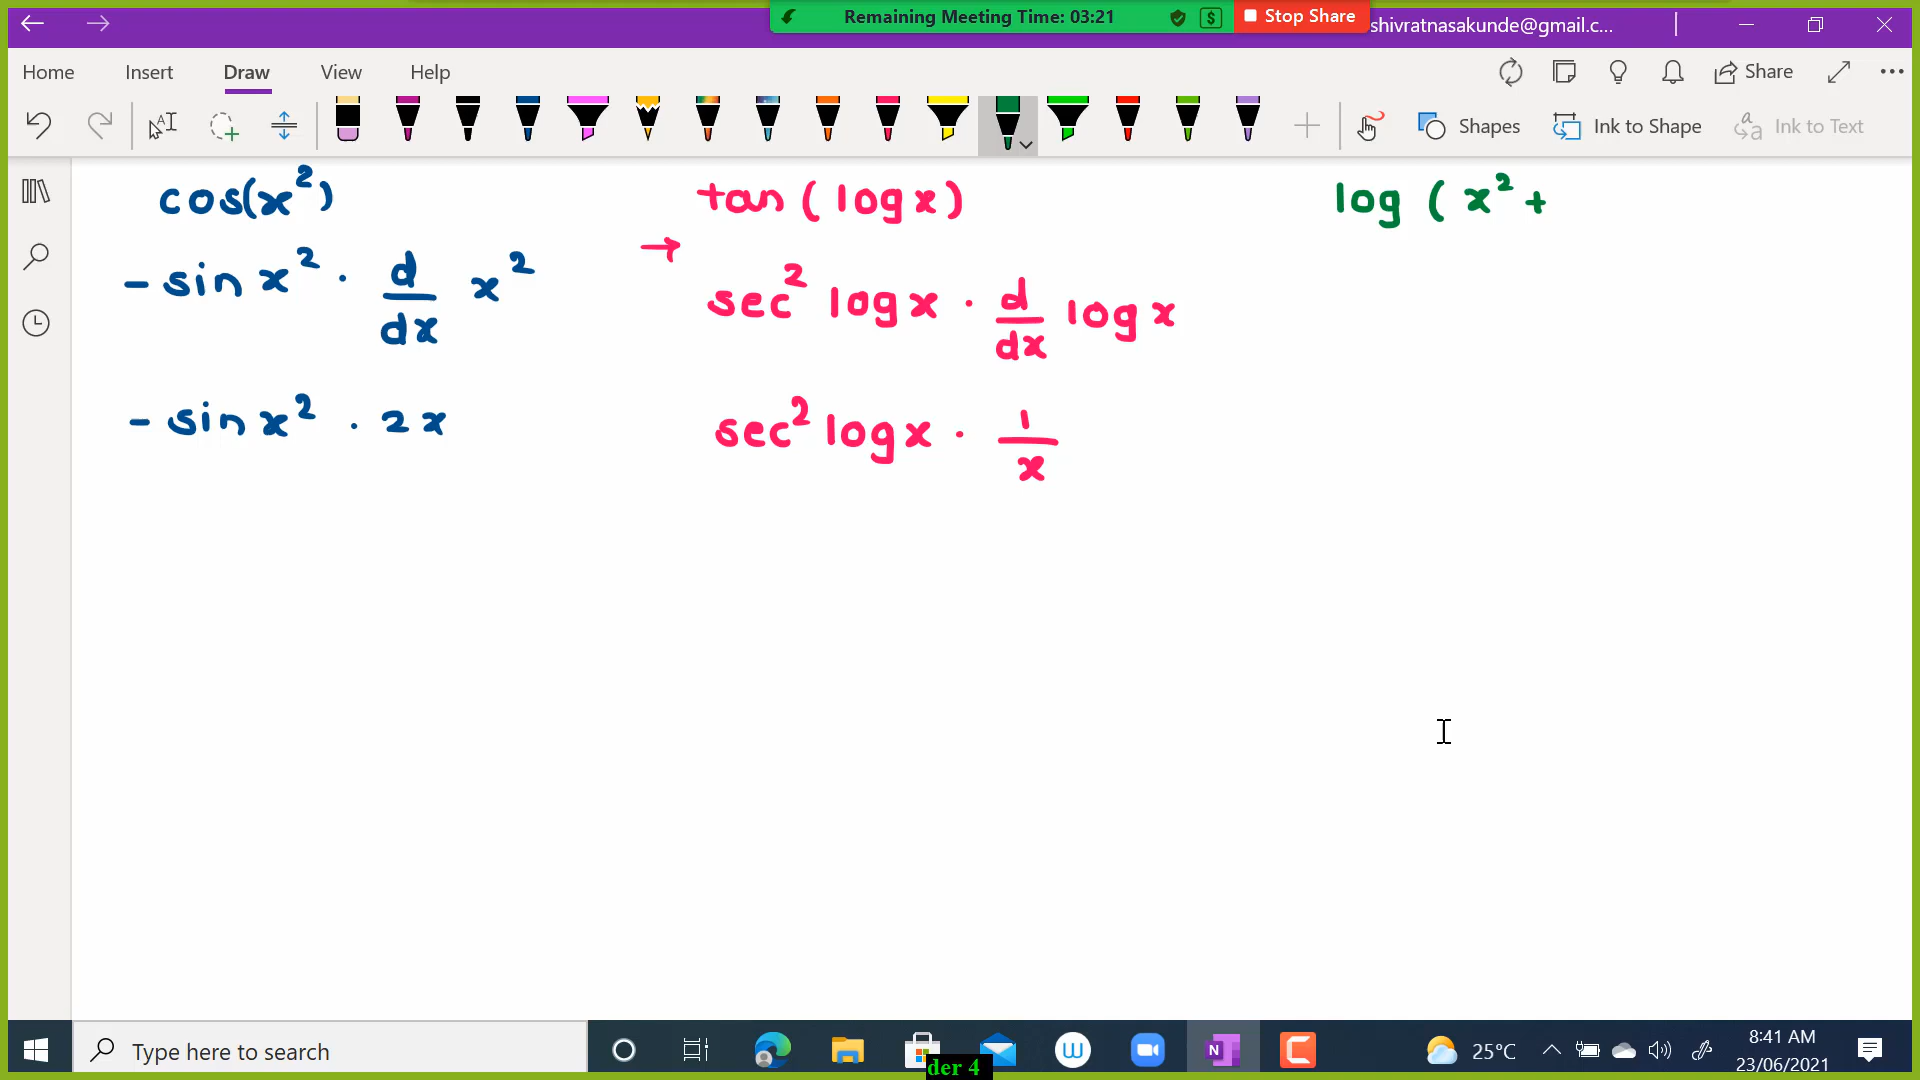 Remaining Meeting Time: 03:21
Stop Share
shivratnasakunde@gmail.c...
Home Insert Draw View Help
Share
Shapes
Ink to Shape
Ink to Text
cos(x²)
- sin x² · d/dx x²
- sin x² · 2x
tan ( log x )
→
sec² log x · d/dx log x
sec² log x · 1/x
log ( x² +
Type here to search
der 4
25°C
8:41 AM
23/06/2021